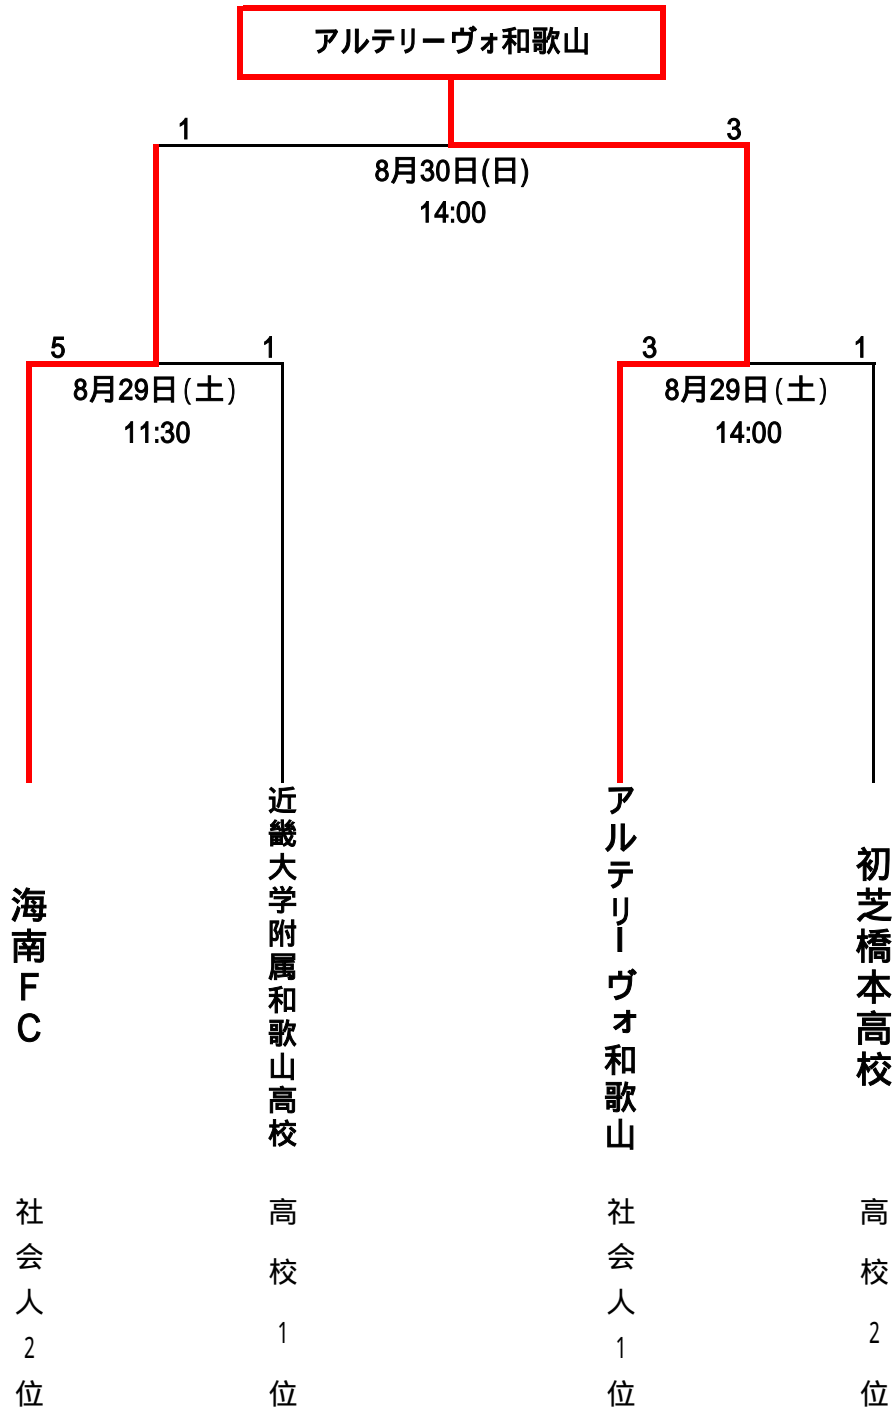 アルテリーヴォ和歌山
1
3
8月30日(日)
14:00
5
1
3
1
8月29日(土)
11:30
8月29日(土)
14:00
海南FC
近畿大学附属和歌山高校
アルテリーヴォ和歌山
初芝橋本高校
社会人2位
高校1位
社会人1位
高校2位